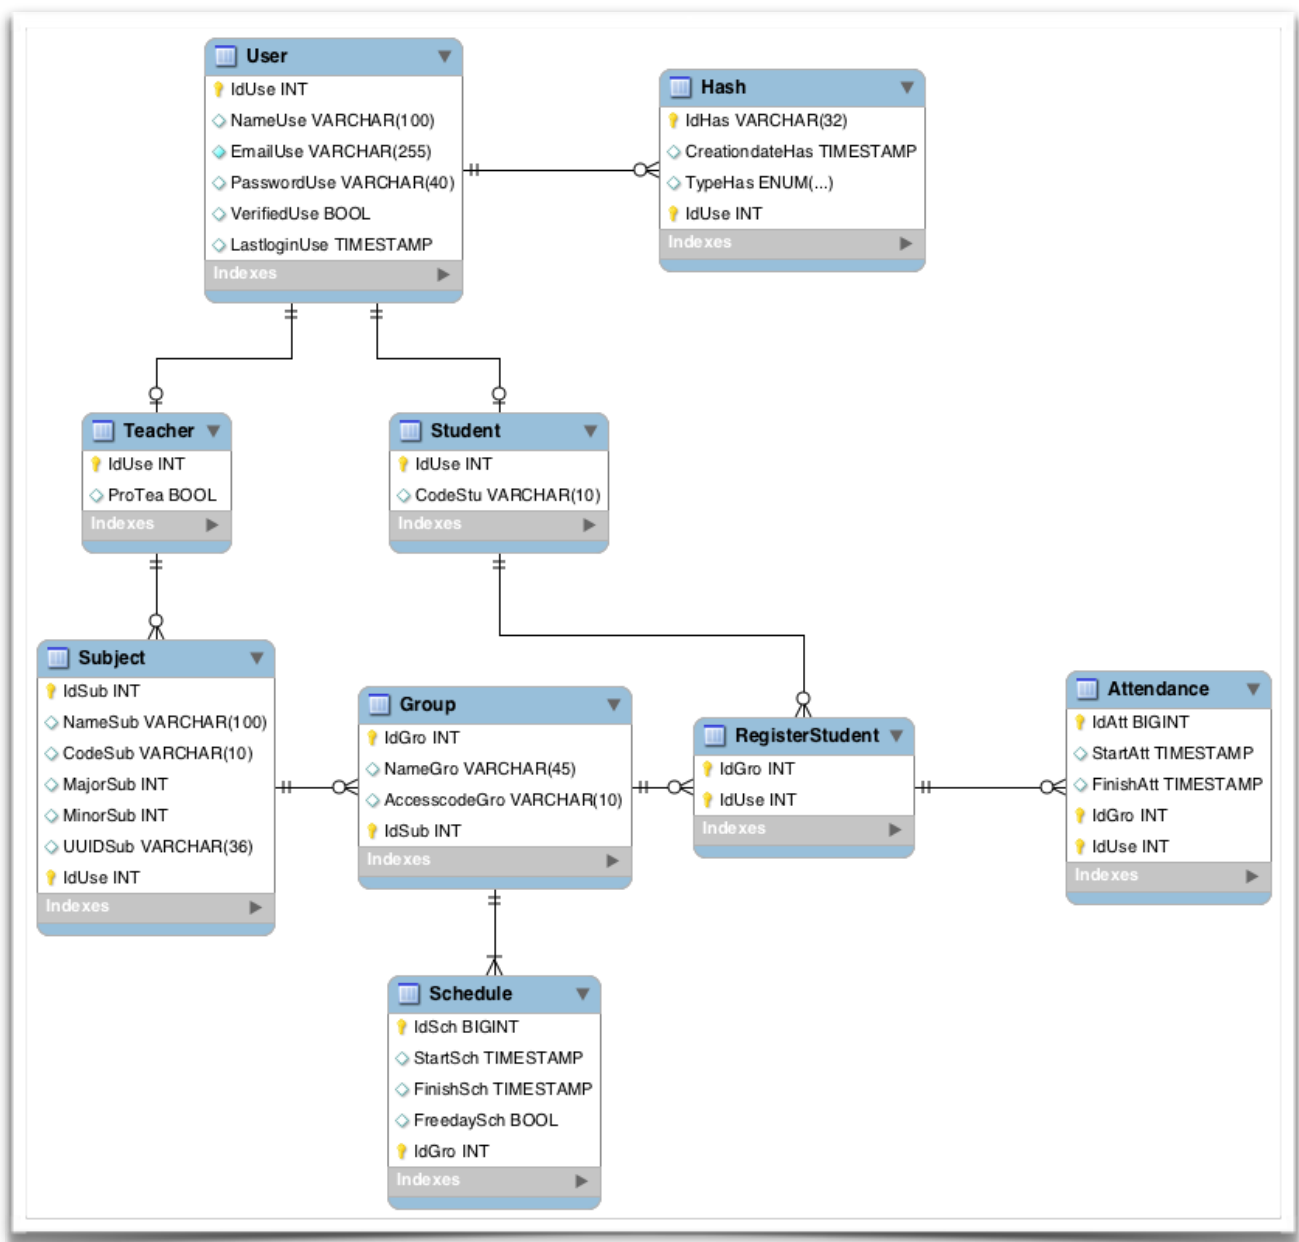 User
IdUse INT
NameUse VARCHAR(100)
EmailUse VARCHAR(255)
PasswordUse VARCHAR(40)
VerifiedUse BOOL
LastloginUse TIMESTAMP
Indexes
Hash
IdHas VARCHAR(32)
CreationdateHas TIMESTAMP
TypeHas ENUM(...)
IdUse INT
Indexes
Teacher
IdUse INT
ProTea BOOL
Indexes
Student
IdUse INT
CodeStu VARCHAR(10)
Indexes
Subject
IdSub INT
NameSub VARCHAR(100)
CodeSub VARCHAR(10)
MajorSub INT
MinorSub INT
UUIDSub VARCHAR(36)
IdUse INT
Indexes
Group
IdGro INT
NameGro VARCHAR(45)
AccesscodeGro VARCHAR(10)
IdSub INT
Indexes
RegisterStudent
IdGro INT
IdUse INT
Indexes
Attendance
IdAtt BIGINT
StartAtt TIMESTAMP
FinishAtt TIMESTAMP
IdGro INT
IdUse INT
Indexes
Schedule
IdSch BIGINT
StartSch TIMESTAMP
FinishSch TIMESTAMP
FreedaySch BOOL
IdGro INT
Indexes